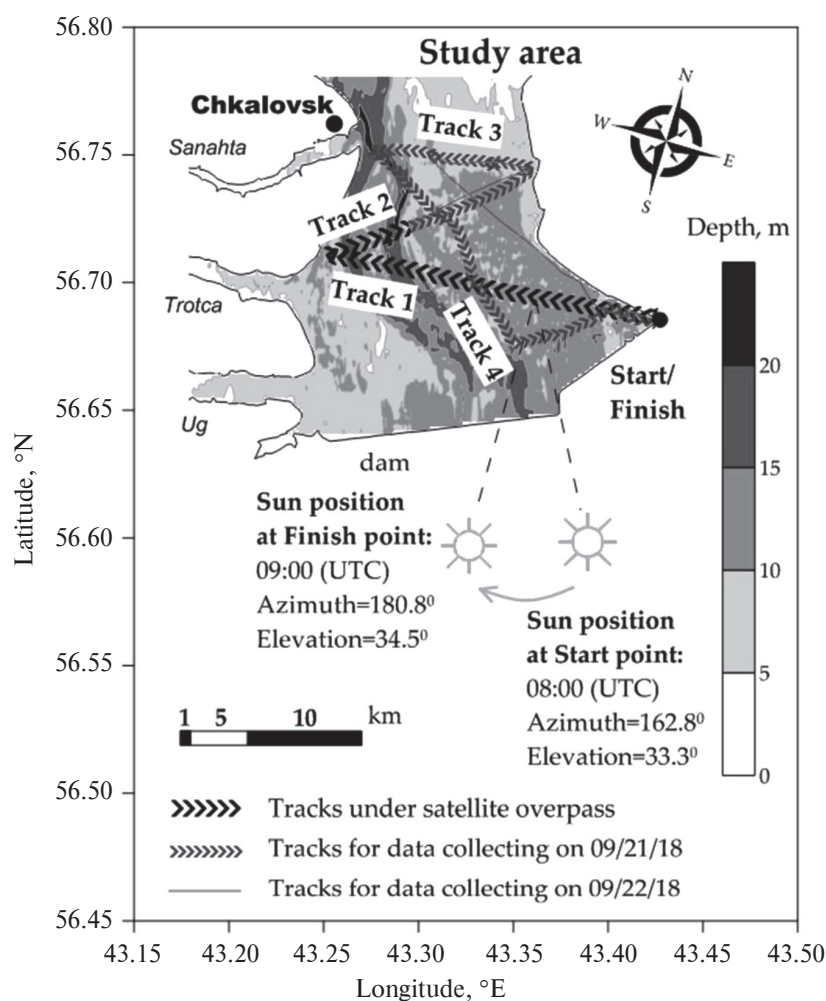 56.80
56.75
56.70
56.65
56.60
56.55
56.50
56.45
Latitude, °N
Study area
Chkalovsk
Sanahta
Track 3
N
W
E
S
Track 2
Depth, m
Track 1
Trotca
Track 4
Start/
Finish
20
Ug
dam
15
Sun position
at Finish point:
09:00 (UTC)
Azimuth=180.8⁰
Elevation=34.5⁰
10
Sun position
at Start point:
08:00 (UTC)
Azimuth=162.8⁰
Elevation=33.3⁰
5
0
1 5 10 km
Tracks under satellite overpass
Tracks for data collecting on 09/21/18
Tracks for data collecting on 09/22/18
43.15 43.20 43.25 43.30 43.35 43.40 43.45 43.50
Longitude, °E